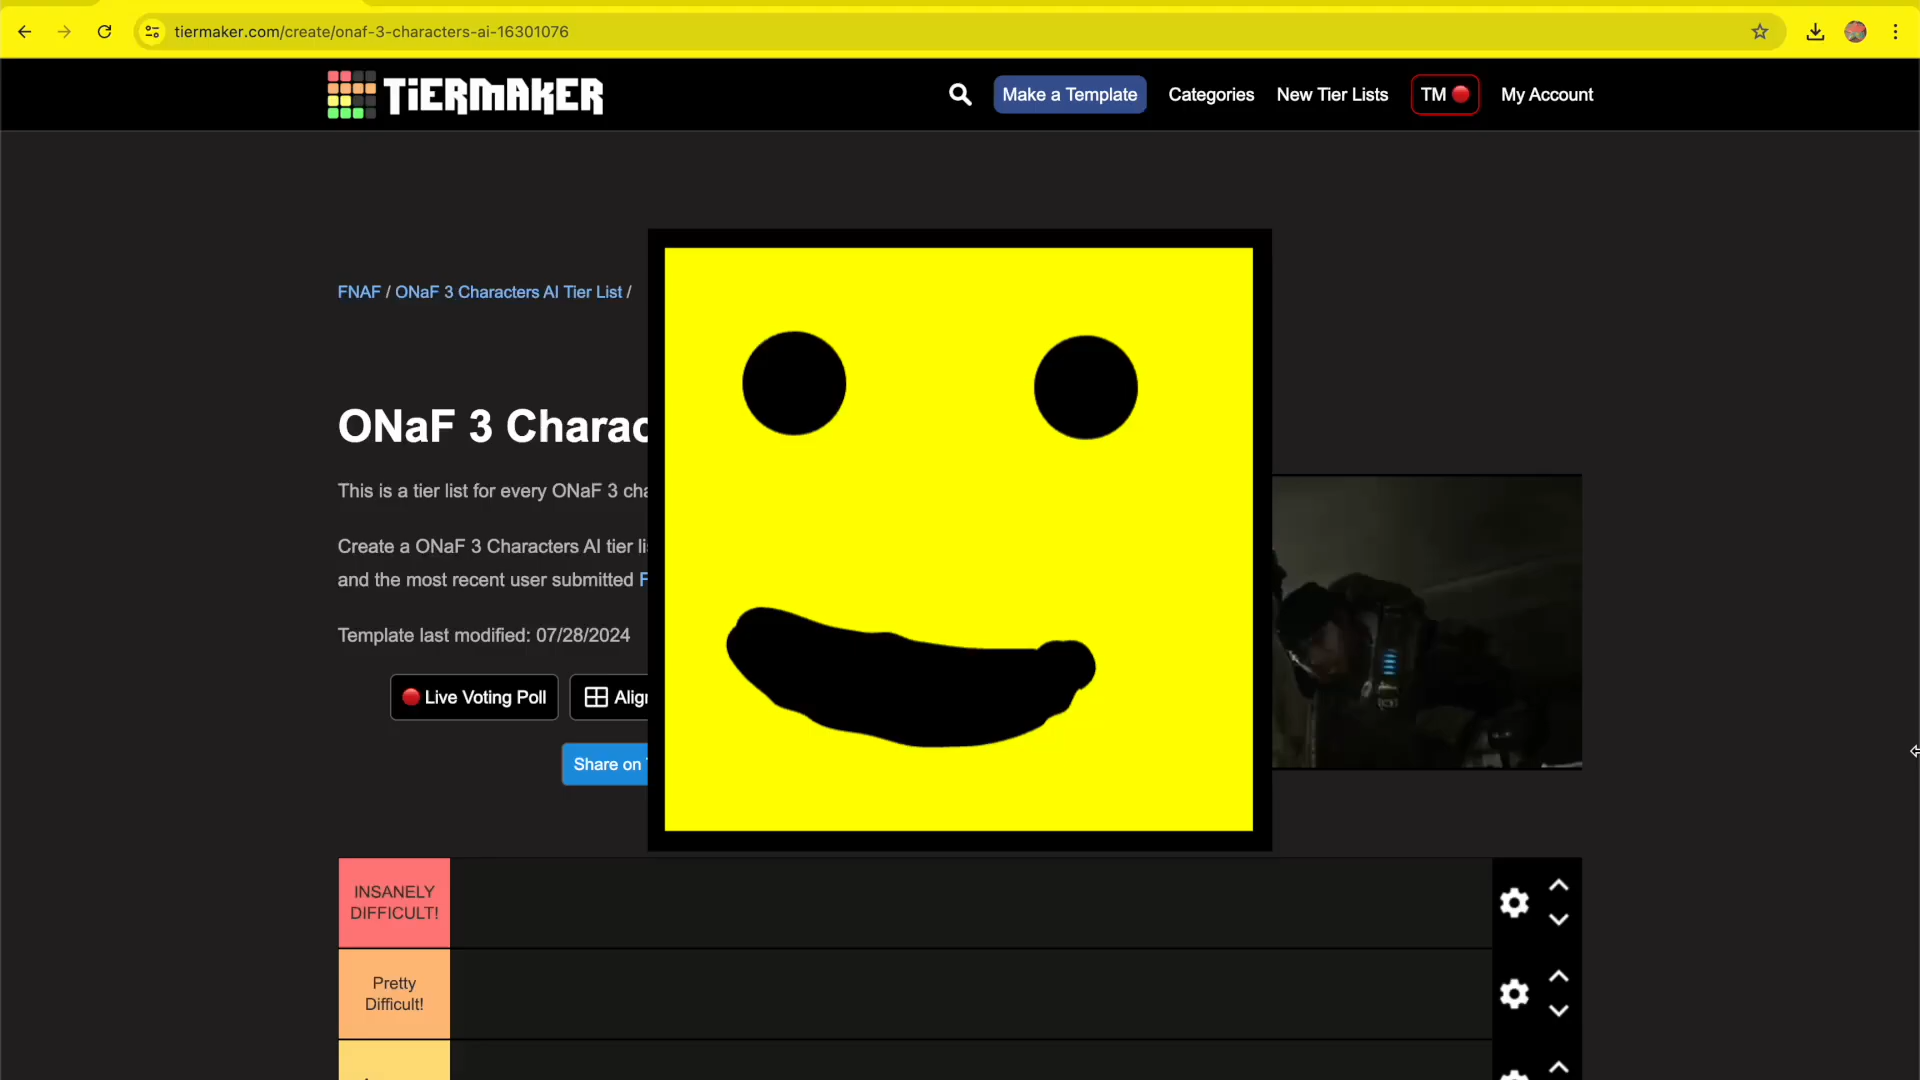 tiermaker.com/create/onaf-3-characters-ai-16301076
TiERMAKER
Make a Template
Categories
New Tier Lists
TM
My Account
FNAF / ONaF 3 Characters AI Tier List /
ONaF 3 Charac
This is a tier list for every ONaF 3 cha
Create a ONaF 3 Characters AI tier li
and the most recent user submitted F
Template last modified: 07/28/2024
Live Voting Poll
Align
Share on
INSANELY
DIFFICULT!
Pretty
Difficult!